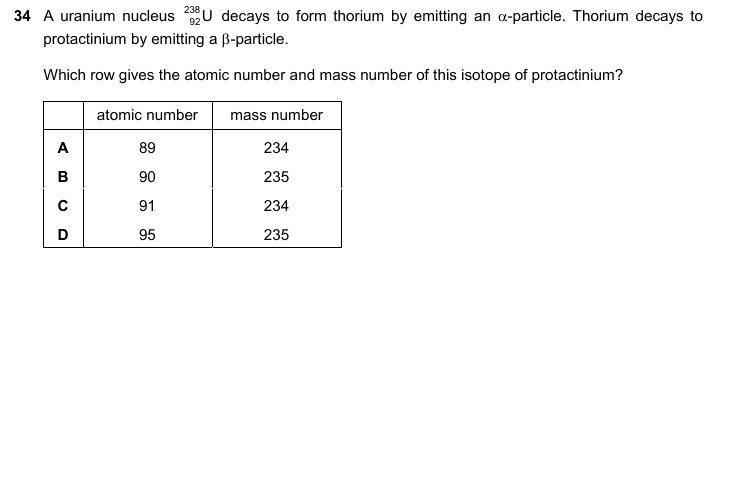 34 A uranium nucleus ²³⁸₉₂U decays to form thorium by emitting an α-particle. Thorium decays to
protactinium by emitting a β-particle.
Which row gives the atomic number and mass number of this isotope of protactinium?
atomic number mass number
A 89 234
B 90 235
C 91 234
D 95 235